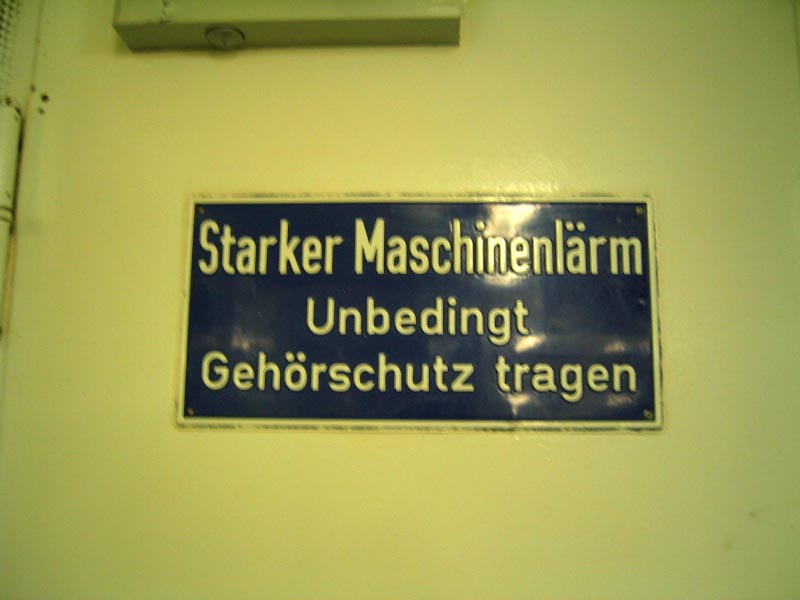 Starker Maschinenlärm
Unbedingt
Gehörschutz tragen